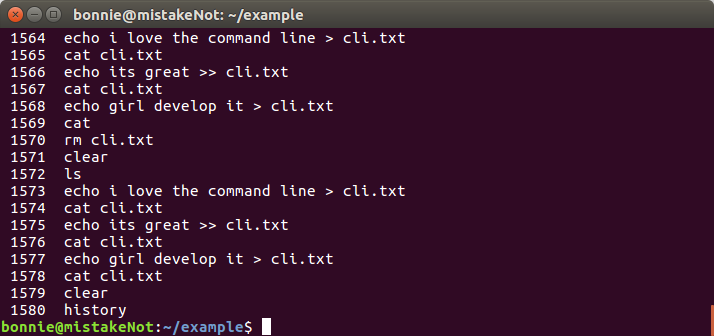 bonnie@mistakeNot: ~/example
1564 echo i love the command line > cli.txt
1565 cat cli.txt
1566 echo its great >> cli.txt
1567 cat cli.txt
1568 echo girl develop it > cli.txt
1569 cat
1570 rm cli.txt
1571 clear
1572 ls
1573 echo i love the command line > cli.txt
1574 cat cli.txt
1575 echo its great >> cli.txt
1576 cat cli.txt
1577 echo girl develop it > cli.txt
1578 cat cli.txt
1579 clear
1580 history
bonnie@mistakeNot:~/example$